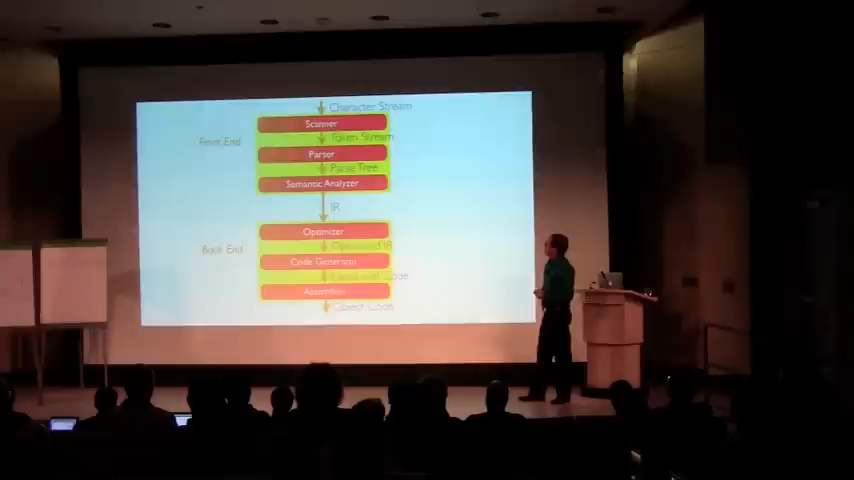 Character Stream
Scanner
Token Stream
Front End
Parser
Parse Tree
Semantic Analyzer
IR
Optimizer
Optimized IR
Back End
Code Generator
Code
Assembler
Object Code